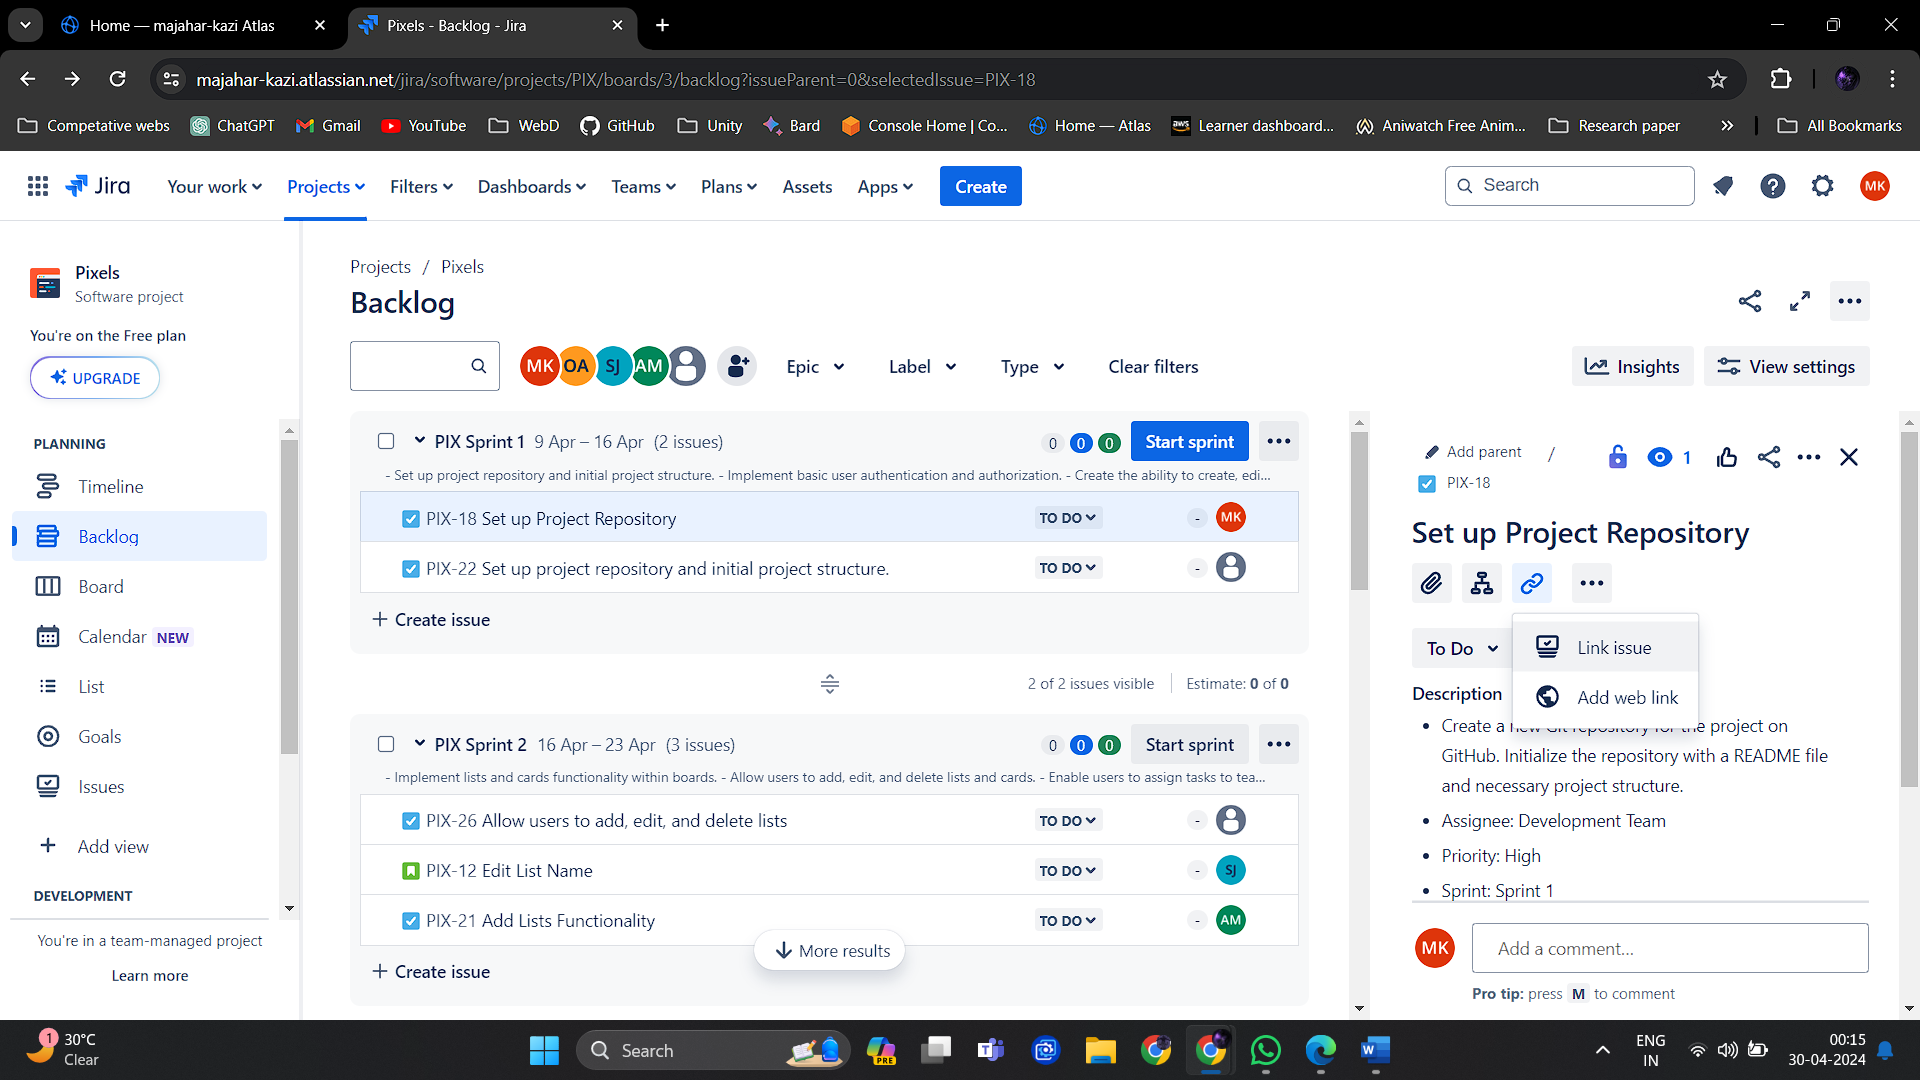 Home — majahar-kazi Atlas
Pixels - Backlog - Jira
majahar-kazi.atlassian.net/jira/software/projects/PIX/boards/3/backlog?issueParent=0&selectedIssue=PIX-18
Competative webs
ChatGPT
Gmail
YouTube
WebD
GitHub
Unity
Bard
Console Home | Co...
Home — Atlas
aws
Learner dashboard...
Aniwatch Free Anim...
Research paper
All Bookmarks
Jira
Your work
Projects
Filters
Dashboards
Teams
Plans
Assets
Apps
Create
Search
MK
Pixels
Software project
You're on the Free plan
UPGRADE
PLANNING
Timeline
Backlog
Board
Calendar NEW
List
Goals
Issues
Add view
DEVELOPMENT
You're in a team-managed project
Learn more
Projects / Pixels
Backlog
MK OA SJ AM
Epic
Label
Type
Clear filters
Insights
View settings
PIX Sprint 1 9 Apr – 16 Apr (2 issues)
0 0 0
Start sprint
- Set up project repository and initial project structure. - Implement basic user authentication and authorization. - Create the ability to create, edi...
PIX-18 Set up Project Repository
TO DO
-
MK
PIX-22 Set up project repository and initial project structure.
TO DO
-
+ Create issue
2 of 2 issues visible
Estimate: 0 of 0
PIX Sprint 2 16 Apr – 23 Apr (3 issues)
0 0 0
Start sprint
- Implement lists and cards functionality within boards. - Allow users to add, edit, and delete lists and cards. - Enable users to assign tasks to tea...
PIX-26 Allow users to add, edit, and delete lists
TO DO
-
PIX-12 Edit List Name
TO DO
-
SJ
PIX-21 Add Lists Functionality
TO DO
-
AM
More results
+ Create issue
Add parent /
1
PIX-18
Set up Project Repository
To Do
Link issue
Add web link
Description
• Create a new Git repository for the project on
GitHub. Initialize the repository with a README file
and necessary project structure.
• Assignee: Development Team
• Priority: High
• Sprint: Sprint 1
MK
Add a comment...
Pro tip: press M to comment
1
30°C
Clear
Search
PRE
ENG
IN
00:15
30-04-2024